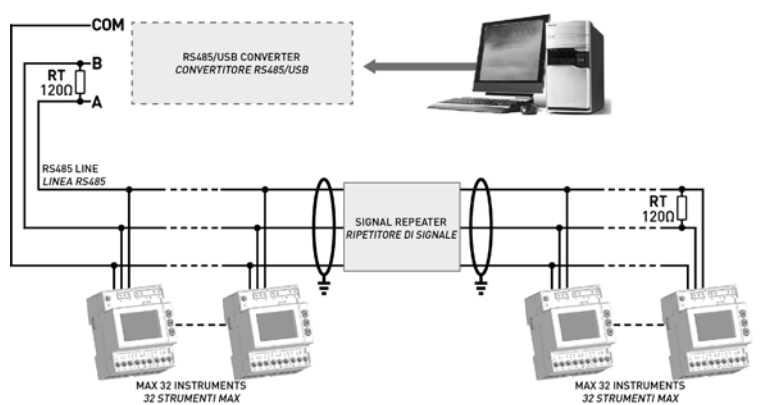 COM
RS485/USB CONVERTER
CONVERTITORE RS485/USB
B
RT
120Ω
A
RS485 LINE
LINEA RS485
SIGNAL REPEATER
RIPETITORE DI SIGNALE
RT
120Ω
MAX 32 INSTRUMENTS
32 STRUMENTI MAX
MAX 32 INSTRUMENTS
32 STRUMENTI MAX